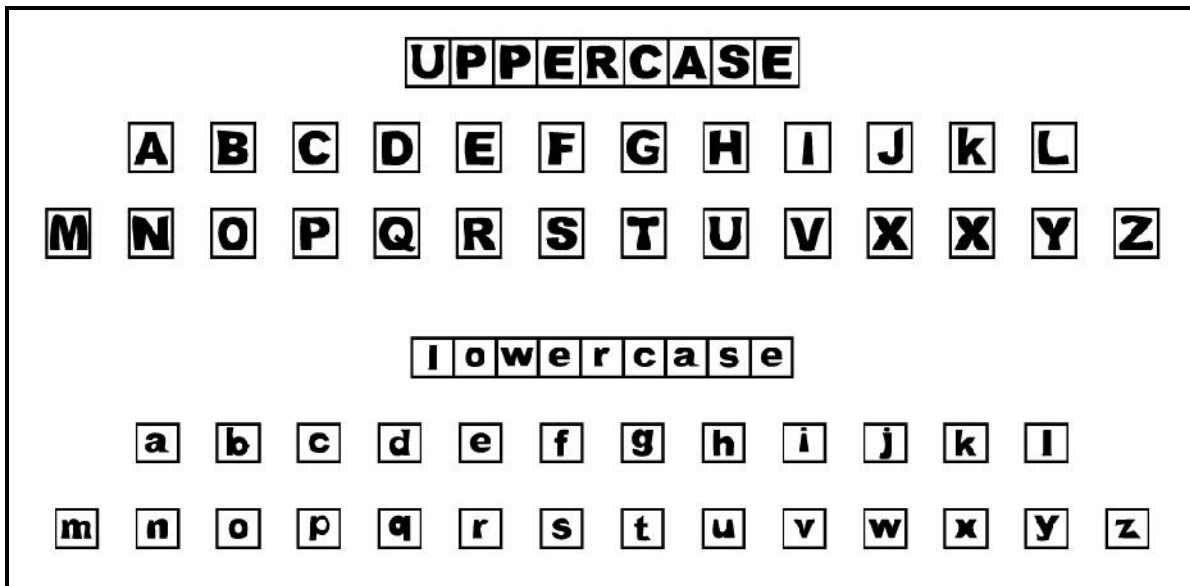 UPPERCASE
A B C D E F G H I J k L
M N O P Q R S T U V X X Y Z
lowercase
a b c d e f g h i j k l
m n o p q r s t u v w x y z